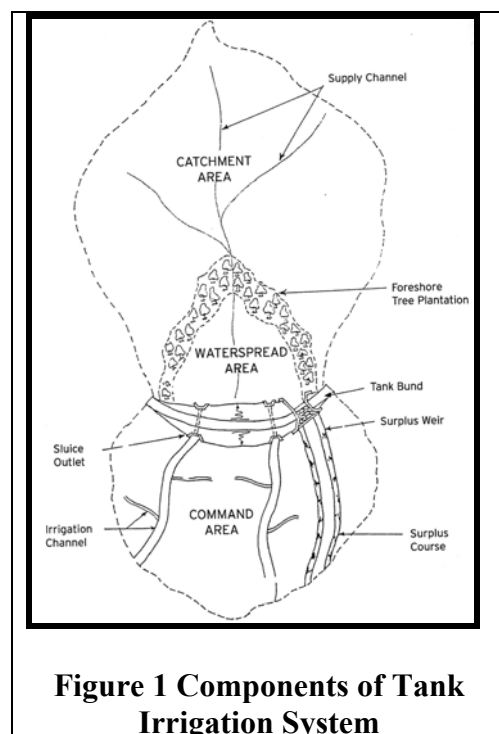 Supply Channel
CATCHMENT
AREA
Foreshore
Tree Plantation
WATERSPREAD
AREA
Tank Bund
Surplus Weir
Sluice
Outlet
COMMAND
AREA
Irrigation
Channel
Surplus
Course
Figure 1 Components of Tank
Irrigation System